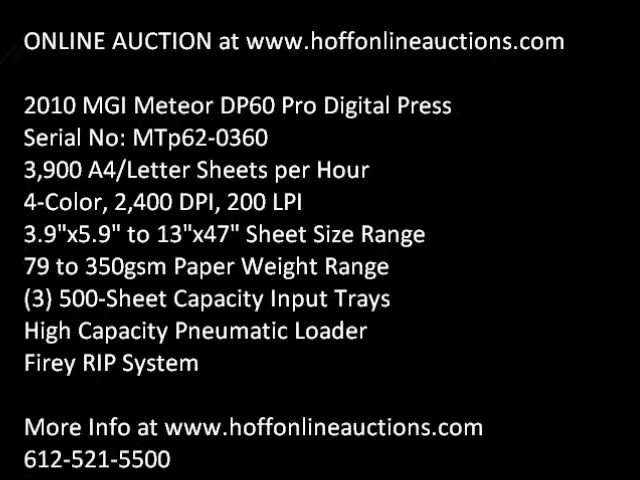 ONLINE AUCTION at www.hoffonlineauctions.com
2010 MGI Meteor DP60 Pro Digital Press
Serial No: MTp62-0360
3,900 A4/Letter Sheets per Hour
4-Color, 2,400 DPI, 200 LPI
3.9"x5.9" to 13"x47" Sheet Size Range
79 to 350gsm Paper Weight Range
(3) 500-Sheet Capacity Input Trays
High Capacity Pneumatic Loader
Firey RIP System
More Info at www.hoffonlineauctions.com
612-521-5500